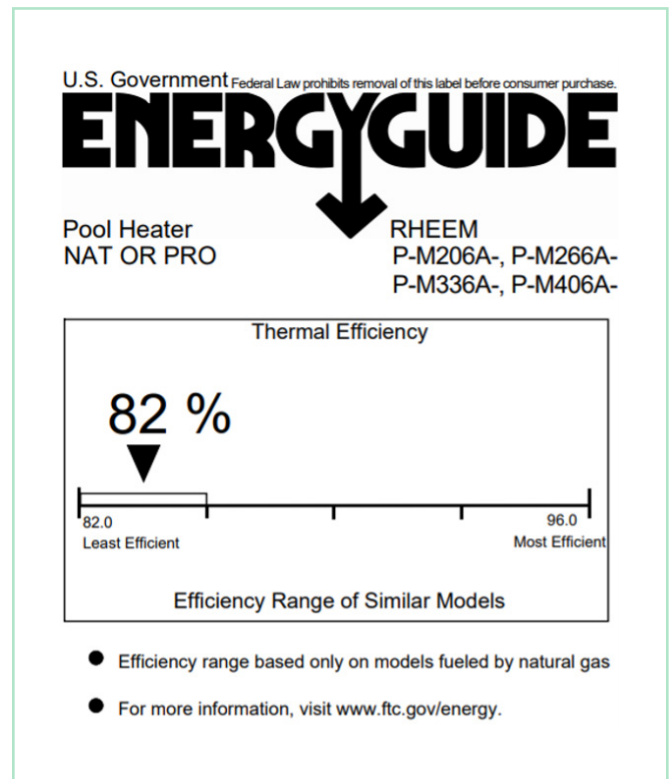 U.S. Government Federal Law prohibits removal of this label before consumer purchase.
ENERGYGUIDE
Pool Heater
NAT OR PRO
RHEEM
P-M206A-, P-M266A-
P-M336A-, P-M406A-
Thermal Efficiency
82 %
82.0
Least Efficient
96.0
Most Efficient
Efficiency Range of Similar Models
● Efficiency range based only on models fueled by natural gas
● For more information, visit www.ftc.gov/energy.